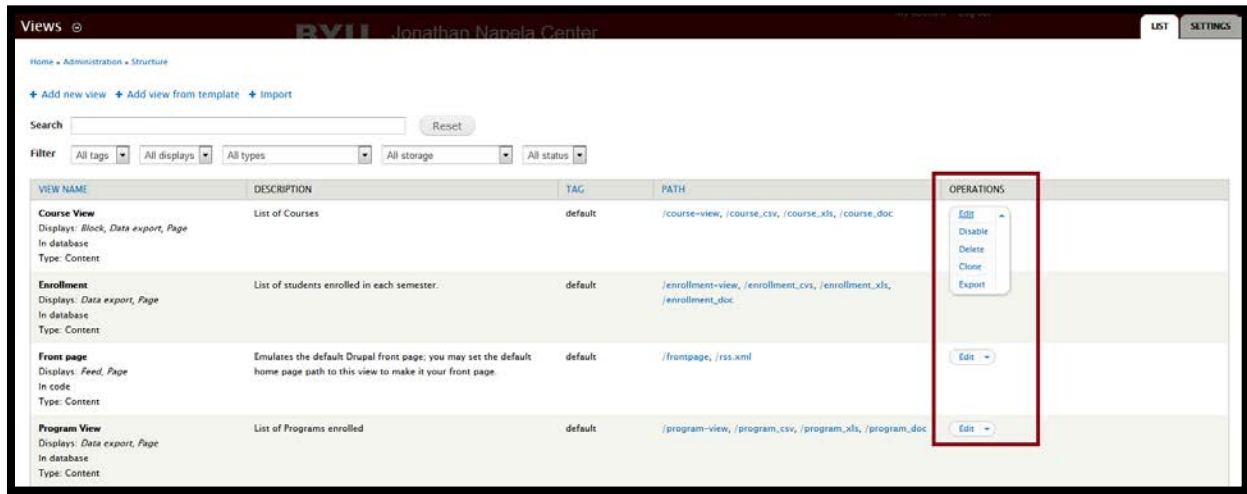 Views
BYU Jonathan Napela Center
LIST SETTINGS
Home » Administration » Structure
+ Add new view + Add view from template + Import
Search Reset
Filter All tags All displays All types All storage All status
VIEW NAME DESCRIPTION TAG PATH OPERATIONS
Course View List of Courses default /course-view, /course_csv, /course_xls, /course_doc Edit
Displays: Block, Data export, Page Disable
In database Delete
Type: Content Clone
Enrollment List of students enrolled in each semester. default /enrollment-view, /enrollment_cvs, /enrollment_xls, Export
Displays: Data export, Page /enrollment_doc
In database
Type: Content
Front page Emulates the default Drupal front page; you may set the default default /frontpage, /rss.xml Edit
Displays: Feed, Page home page path to this view to make it your front page.
In code
Type: Content
Program View List of Programs enrolled default /program-view, /program_csv, /program_xls, /program_doc Edit
Displays: Data export, Page
In database
Type: Content